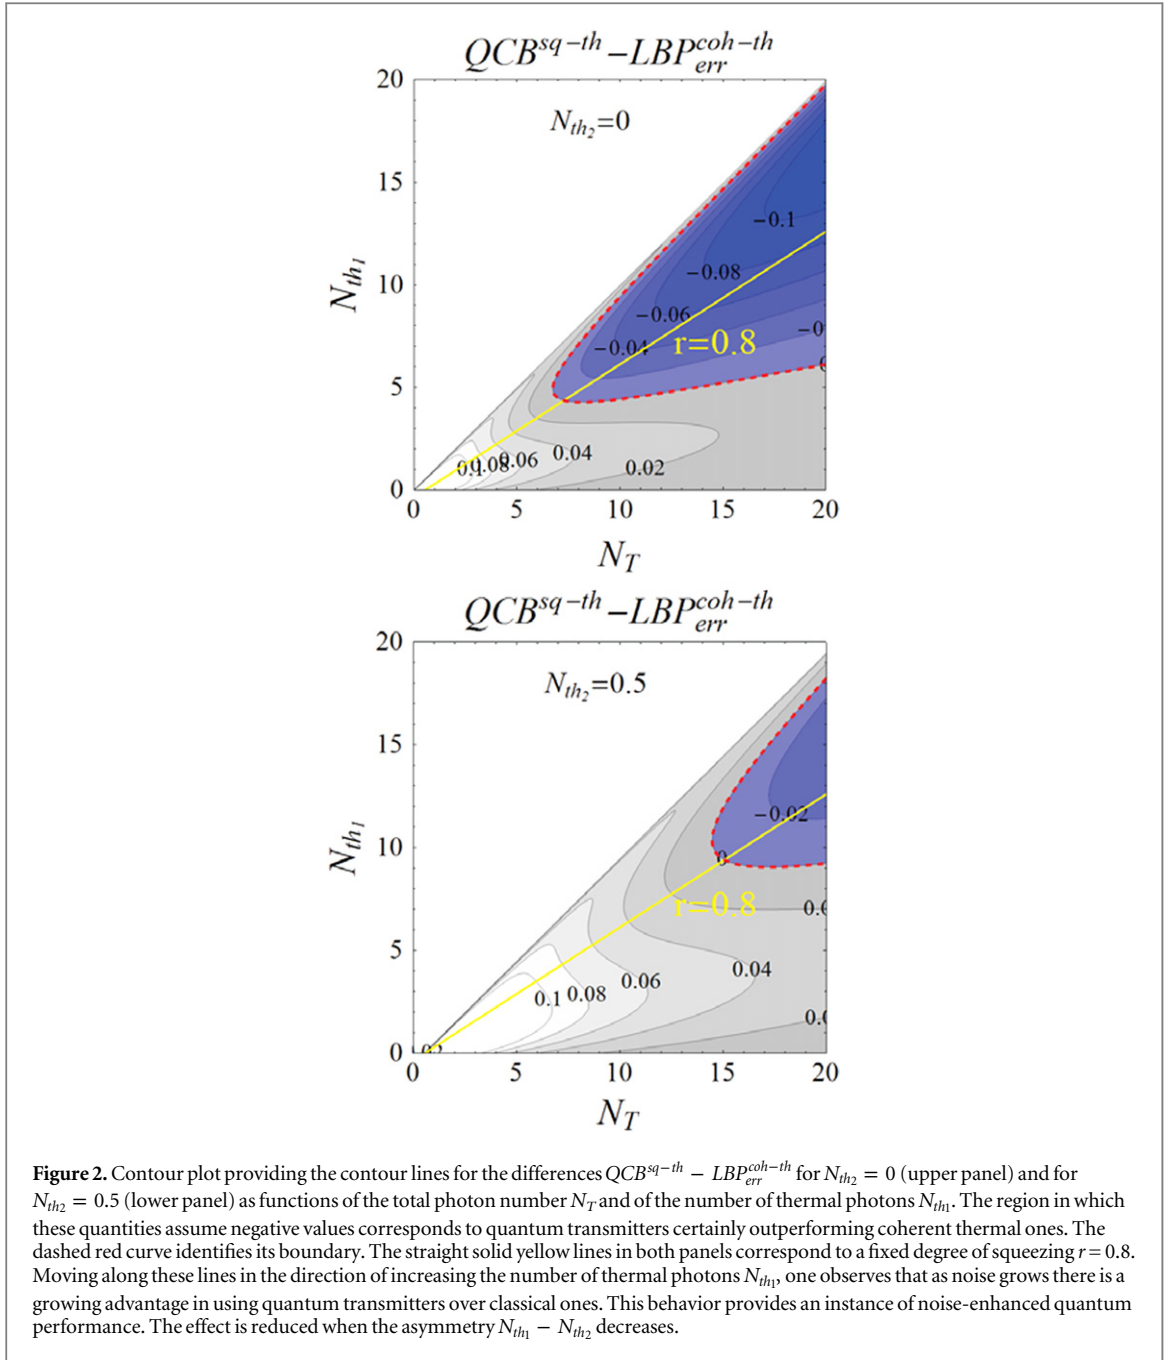 QCB^{sq−th} − LBP_{err}^{coh−th}
20
N_{th_2}=0
15
−0.1
10
−0.08
N_{th_1}
−0.06
−0.04
r=0.8
5
0.04
0.1
0.08
0.06
0.02
0
0 5 10 15 20
N_T
QCB^{sq−th} − LBP_{err}^{coh−th}
20
N_{th_2}=0.5
15
−0.02
10
0
N_{th_1}
r=0.8
5
0.04
0.06
0.1 0.08
0
0 5 10 15 20
N_T
Figure 2. Contour plot providing the contour lines for the differences QCB^{sq−th} − LBP_{err}^{coh−th} for N_{th_2} = 0 (upper panel) and for
N_{th_2} = 0.5 (lower panel) as functions of the total photon number N_T and of the number of thermal photons N_{th_1}. The region in which
these quantities assume negative values corresponds to quantum transmitters certainly outperforming coherent thermal ones. The
dashed red curve identifies its boundary. The straight solid yellow lines in both panels correspond to a fixed degree of squeezing r = 0.8.
Moving along these lines in the direction of increasing the number of thermal photons N_{th_1}, one observes that as noise grows there is a
growing advantage in using quantum transmitters over classical ones. This behavior provides an instance of noise-enhanced quantum
performance. The effect is reduced when the asymmetry N_{th_1} − N_{th_2} decreases.